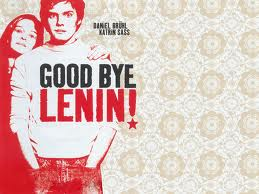 DANIEL BRÜHL
KATRIN SASS
GOOD BYE
LENIN!